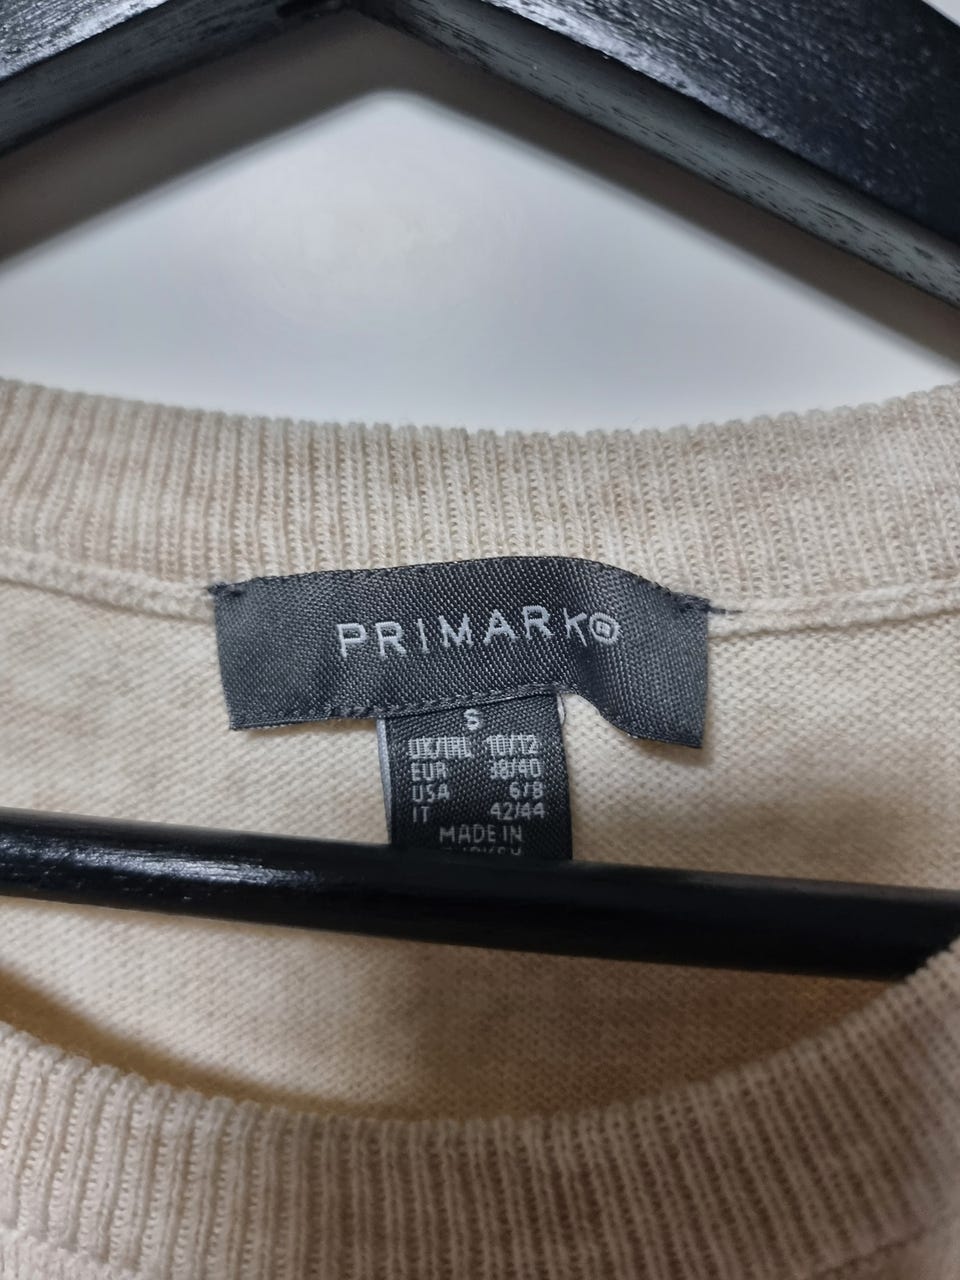 PRIMARK®
S
UK/IRL 10/12
EUR 38/40
USA 6/8
IT 42/44
MADE IN